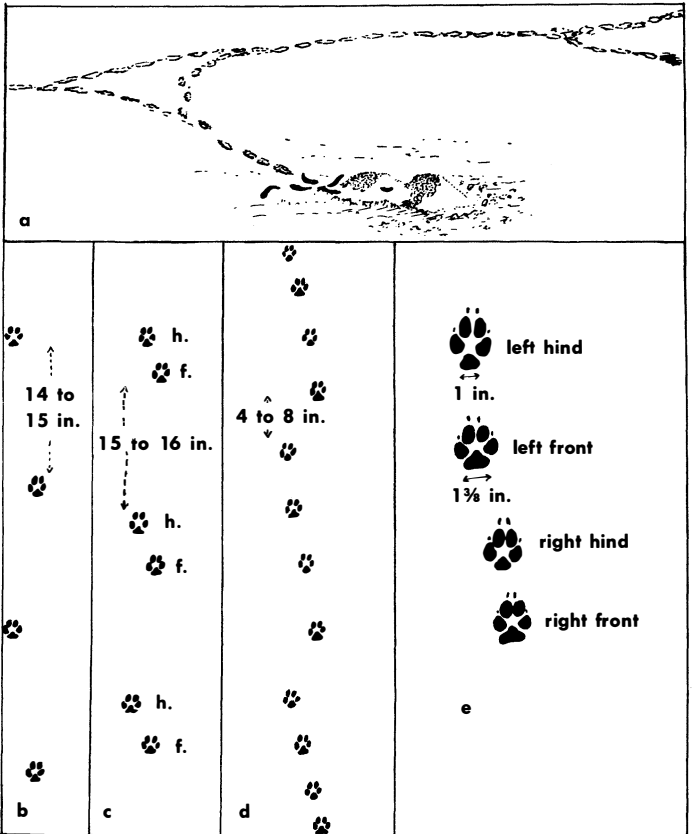 a
14 to
15 in.
b
h.
f.
15 to 16 in.
h.
f.
h.
f.
c
4 to 8 in.
d
left hind
1 in.
left front
1⅜ in.
right hind
right front
e